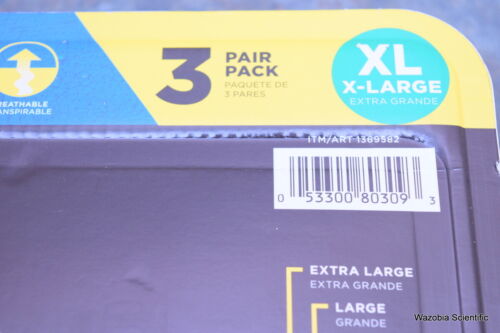 3 PAIR
PACK
PAQUETE DE
3 PARES
XL
X-LARGE
EXTRA GRANDE
REATHABLE
ANSPIRABLE
ITM/ART 1369582
0 53300 80309 3
EXTRA LARGE
EXTRA GRANDE
LARGE
GRANDE
Wazobia Scientific